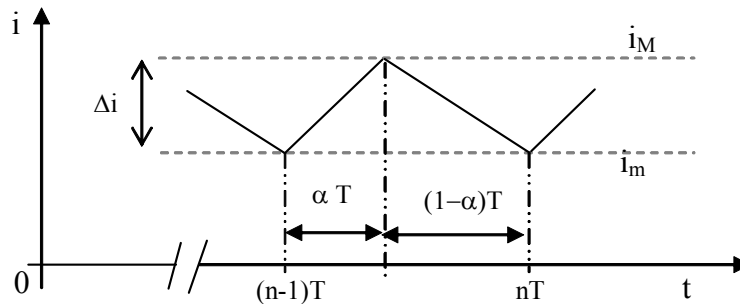 i
i_M
Δi
i_m
α T
(1−α)T
0
(n-1)T
nT
t